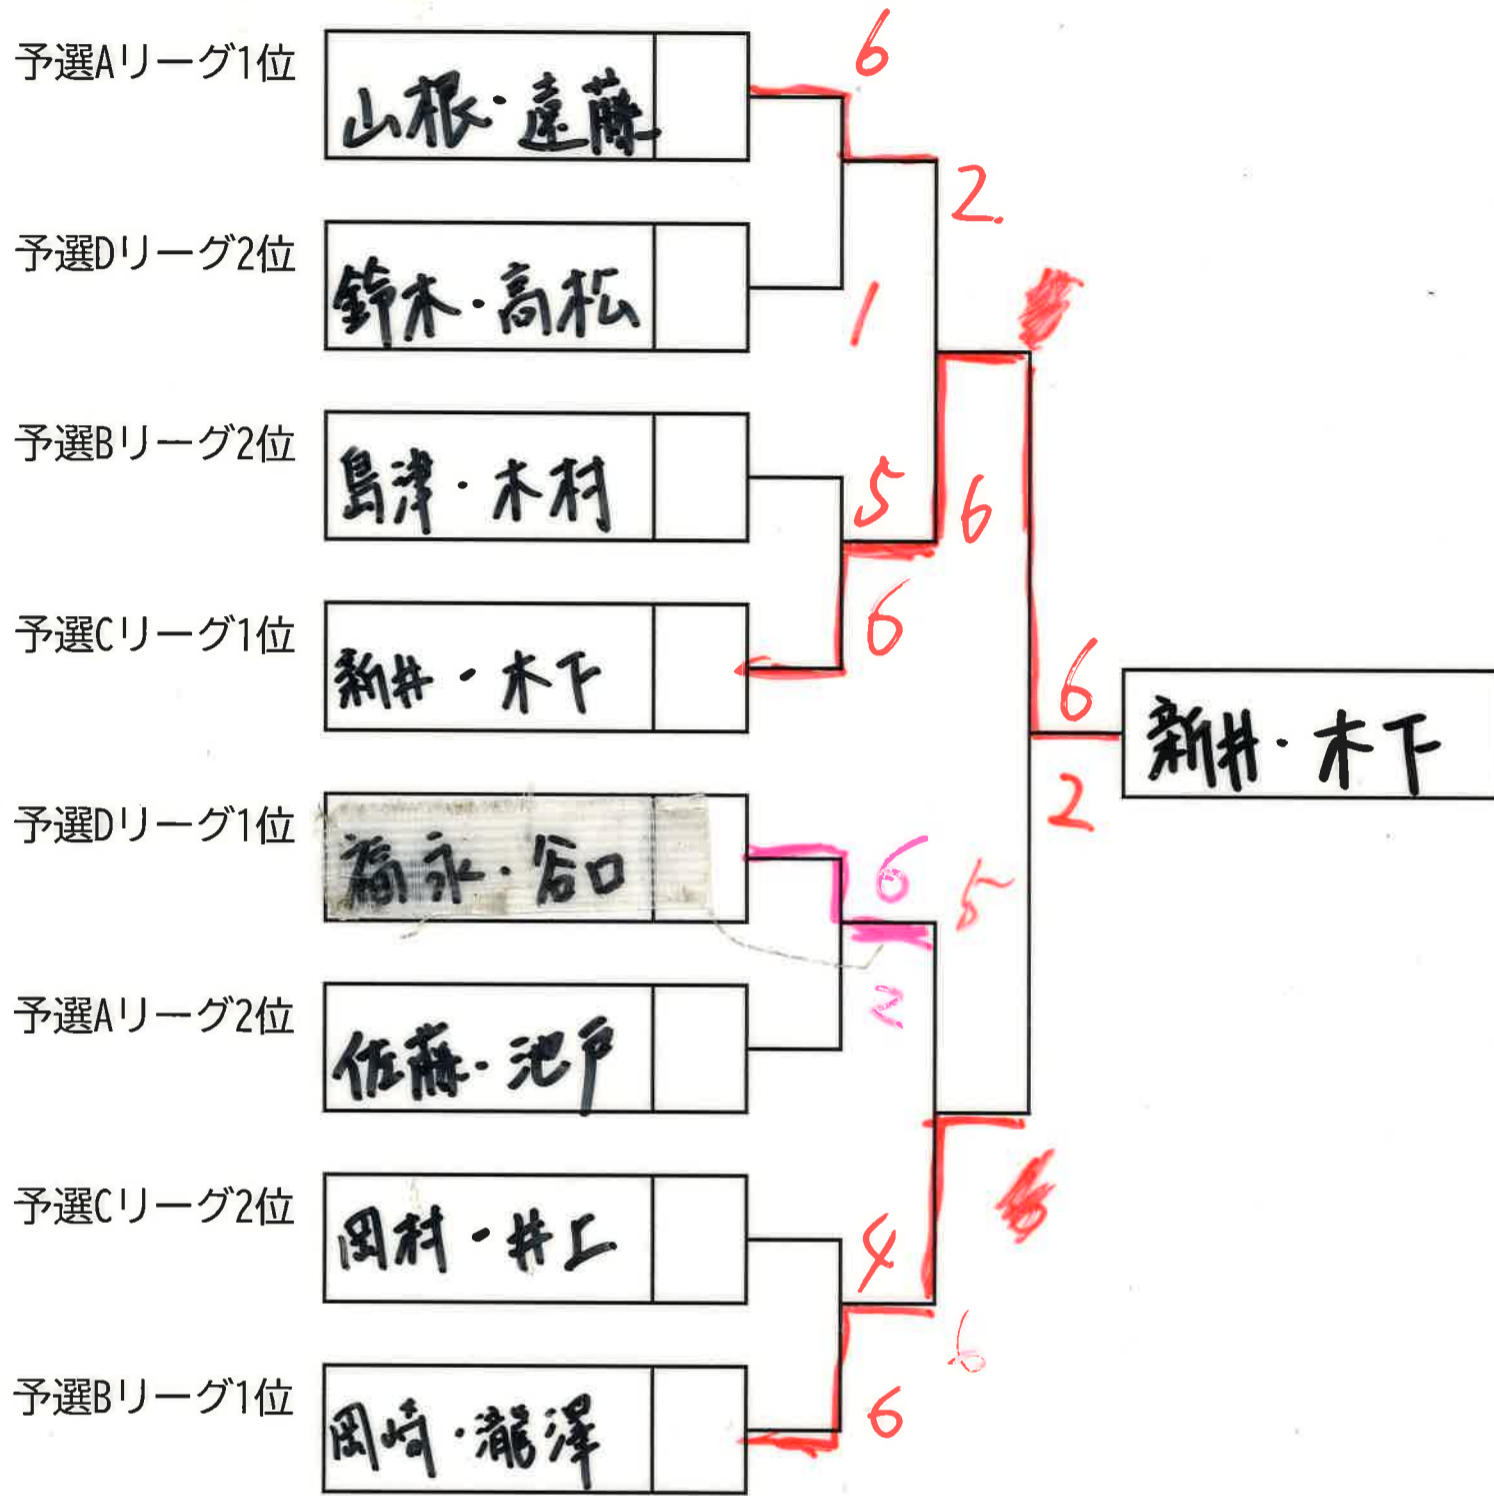 予選Aリーグ1位
山根・遠藤
6
2.
予選Dリーグ2位
鈴木・高松
1
予選Bリーグ2位
島津・木村
5
6
予選Cリーグ1位
新井・木下
6
6
新井・木下
2
予選Dリーグ1位
福永・谷口
6
5
予選Aリーグ2位
佐藤・池戸
2
予選Cリーグ2位
岡村・井上
4
6
予選Bリーグ1位
岡崎・瀧澤
6